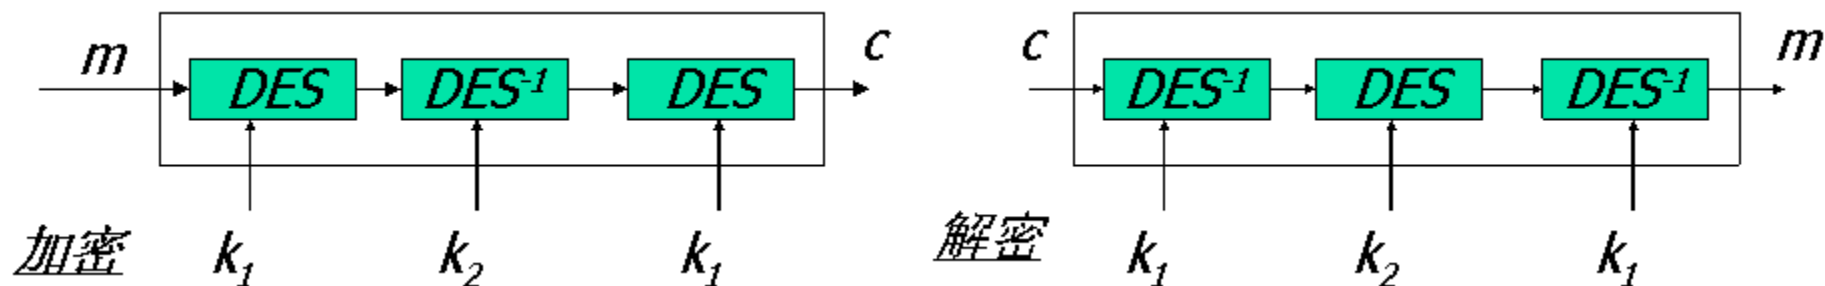 m DES DES⁻¹ DES c
加密 k₁ k₂ k₁
c DES⁻¹ DES DES⁻¹ m
解密 k₁ k₂ k₁